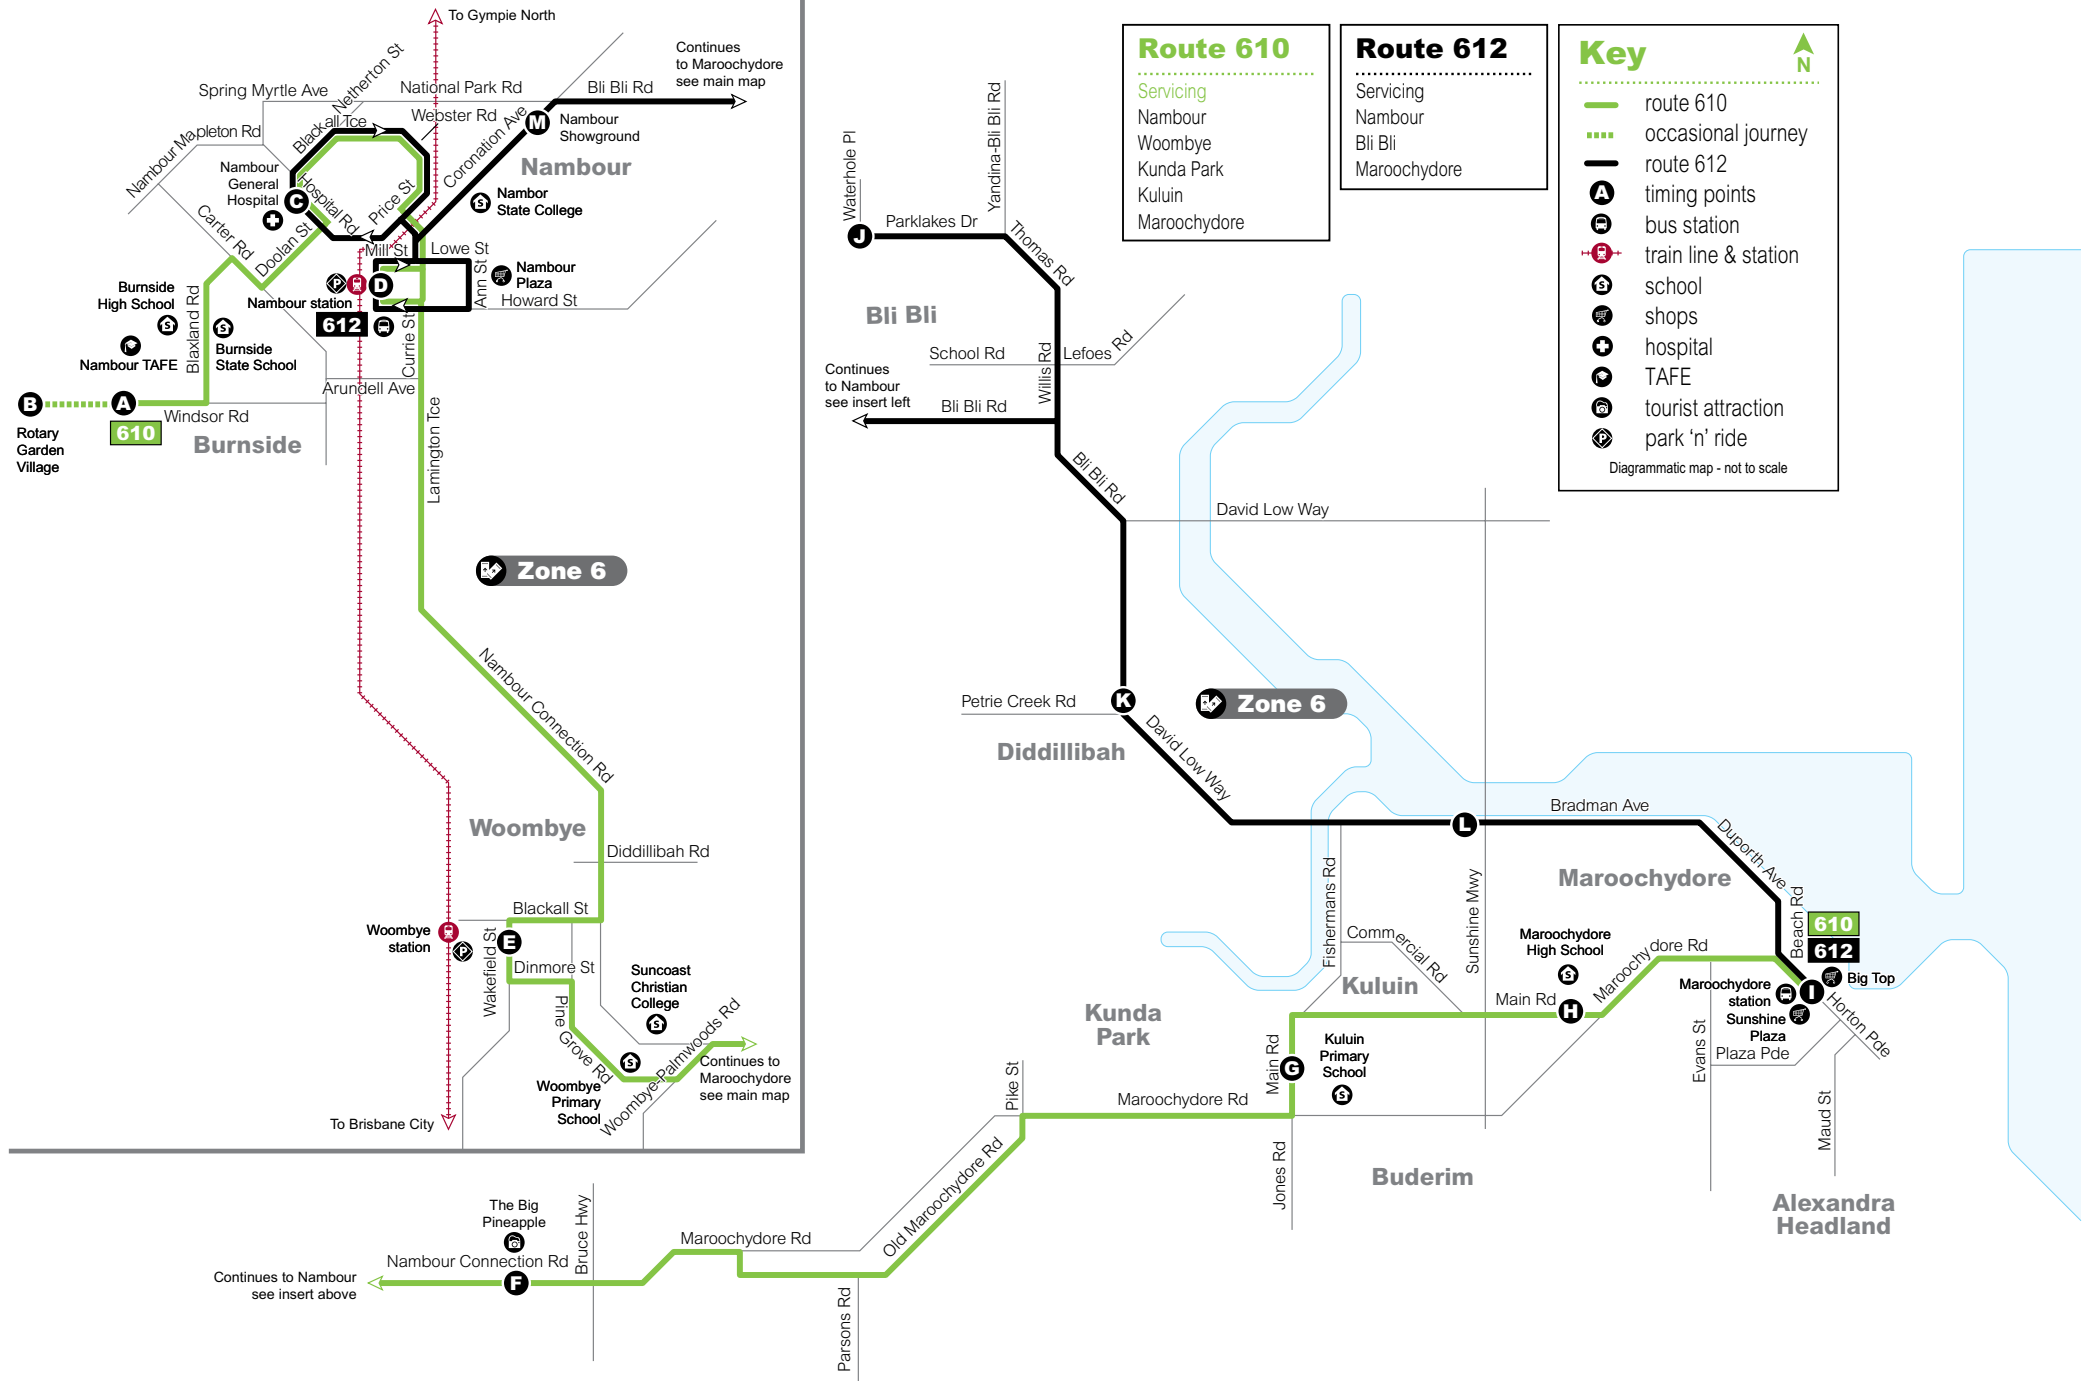 To Gympie North
Continues
to Maroochydore
see main map
Netherton St
Spring Myrtle Ave
National Park Rd
Bli Bli Rd
Webster Rd
Blackall Tce
Coronation Ave
M
Nambour
Showground
Nambour Mapleton Rd
Nambour
General
Hospital
Nambour
C
Hospital Rd
Price St
Nambor
State College
Carter Rd
Doolan St
Mill St
Lowe St
Ann St
Nambour
Plaza
D
Nambour station
Howard St
612
Burnside
High School
Blaxland Rd
Burnside
State School
Nambour TAFE
Currie St
Arundell Ave
B
A
Windsor Rd
610
Rotary
Garden
Village
Burnside
Lamington Tce
Zone 6
Nambour Connection Rd
Woombye
Diddillibah Rd
Blackall St
Woombye
station
E
Wakefield St
Dinmore St
Suncoast
Christian
College
Pine Grove Rd
Woombye-Palmwoods Rd
Woombye
Primary
School
Continues to
Maroochydore
see main map
To Brisbane City
Route 610
Servicing
Nambour
Woombye
Kunda Park
Kuluin
Maroochydore
Route 612
Servicing
Nambour
Bli Bli
Maroochydore
Key
N
route 610
occasional journey
route 612
A timing points
bus station
train line & station
S school
shops
hospital
TAFE
tourist attraction
P park ‘n’ ride
Diagrammatic map - not to scale
Waterhole Pl
Yandina-Bli Bli Rd
J
Parklakes Dr
Thomas Rd
Bli Bli
School Rd
Willis Rd
Lefoes Rd
Continues
to Nambour
see insert left
Bli Bli Rd
Bli Bli Rd
David Low Way
Petrie Creek Rd
K
Zone 6
Diddillibah
David Low Way
L
Bradman Ave
Duporth Ave
Fishermans Rd
Sunshine Mwy
Maroochydore
Beach Rd
610
612
Commercial Rd
Maroochydore
High School
Maroochydore Rd
Big Top
Kuluin
Main Rd
H
Maroochydore
station
I
Sunshine
Plaza
Horton Pde
Kunda
Park
Main Rd
G
Kuluin
Primary
School
Evans St
Plaza Pde
Pike St
Maroochydore Rd
Maud St
Jones Rd
Buderim
Alexandra
Headland
Old Maroochydore Rd
The Big
Pineapple
Bruce Hwy
Maroochydore Rd
Nambour Connection Rd
F
Continues to Nambour
see insert above
Parsons Rd